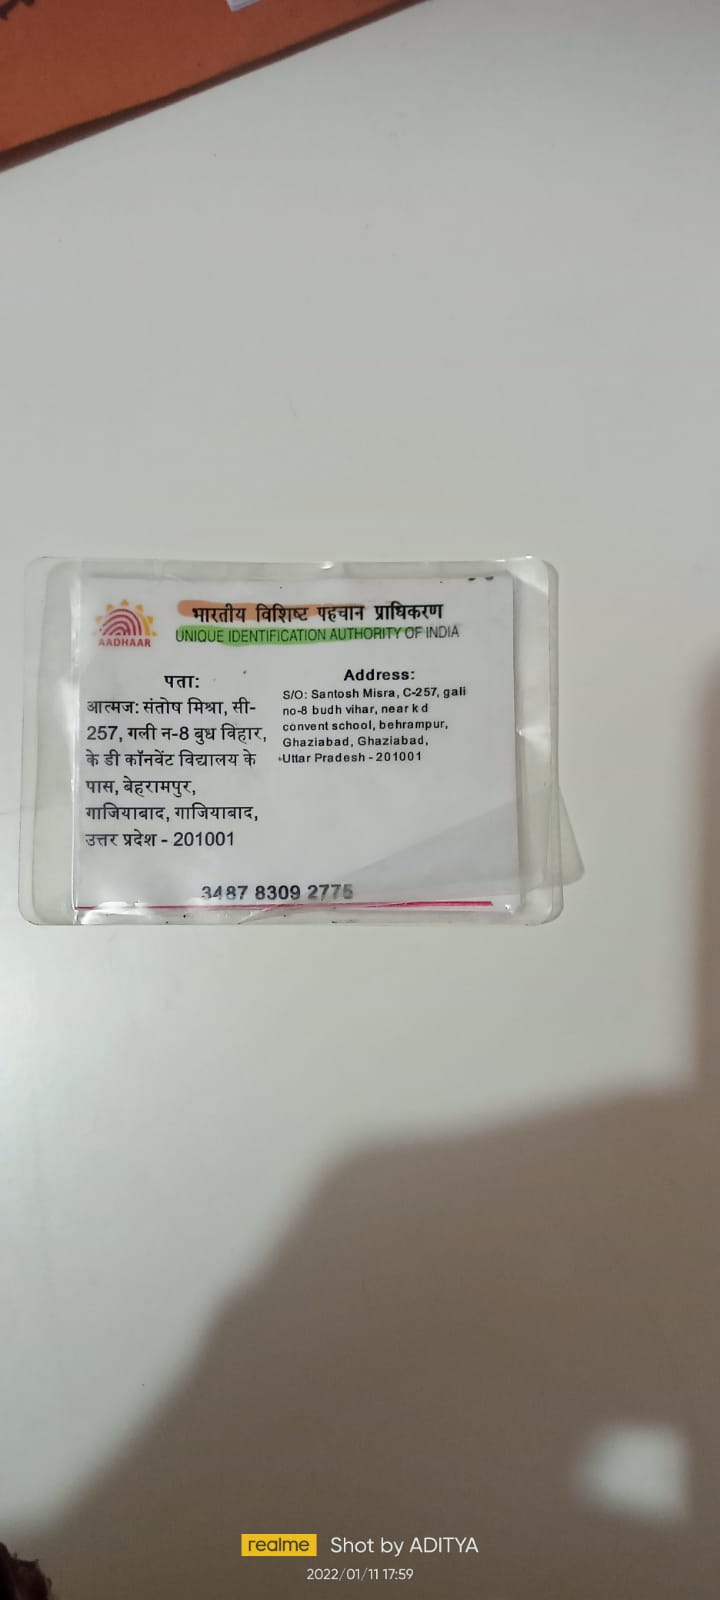 भारतीय विशिष्ट पहचान प्राधिकरण
UNIQUE IDENTIFICATION AUTHORITY OF INDIA
AADHAAR
पता:
आत्मज: संतोष मिश्रा, सी-
257, गली न-8 बुध विहार,
के डी कॉनवेंट विद्यालय के
पास, बेहरामपुर,
गाजियाबाद, गाजियाबाद,
उत्तर प्रदेश - 201001
Address:
S/O: Santosh Misra, C-257, gali
no-8 budh vihar, near k d
convent school, behrampur,
Ghaziabad, Ghaziabad,
Uttar Pradesh - 201001
3487 8309 2775
realme Shot by ADITYA
2022/01/11 17:59